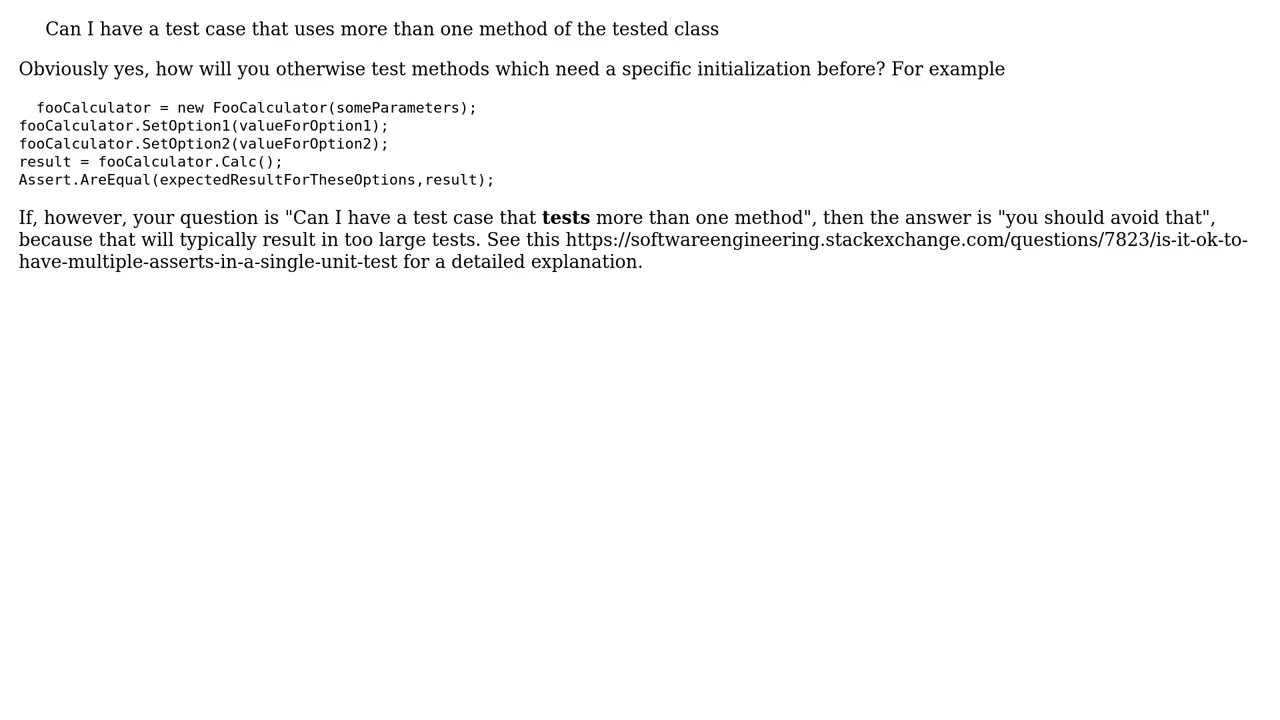 Can I have a test case that uses more than one method of the tested class
Obviously yes, how will you otherwise test methods which need a specific initialization before? For example
fooCalculator = new FooCalculator(someParameters);
fooCalculator.SetOption1(valueForOption1);
fooCalculator.SetOption2(valueForOption2);
result = fooCalculator.Calc();
Assert.AreEqual(expectedResultForTheseOptions,result);
If, however, your question is "Can I have a test case that tests more than one method", then the answer is "you should avoid that",
because that will typically result in too large tests. See this https://softwareengineering.stackexchange.com/questions/7823/is-it-ok-to-
have-multiple-asserts-in-a-single-unit-test for a detailed explanation.